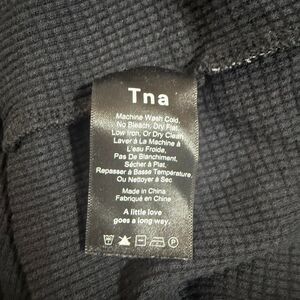 Tna
Machine Wash Cold,
No Bleach, Dry Flat,
Low Iron, Or Dry Clean
Laver à La Machine à
L'eau Froide,
Pas De Blanchiment,
Sécher à Plat,
Repasser à Basse Température,
Ou Nettoyer à Sec
Made in China
Fabriqué en Chine
A little love
goes a long way.
P